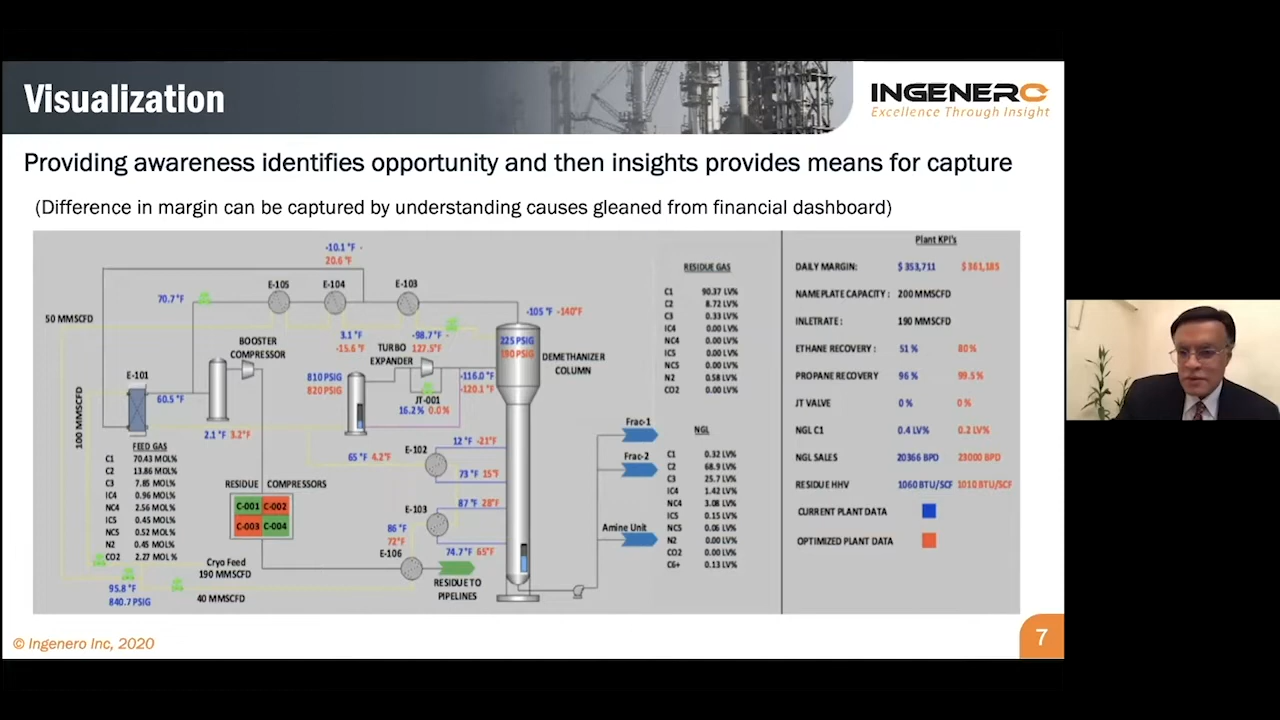 Visualization
INGENERO
Excellence Through Insight
Providing awareness identifies opportunity and then insights provides means for capture
(Difference in margin can be captured by understanding causes gleaned from financial dashboard)
-10.1 °F -
20.6 °F
70.7°F
E-105
E-104
E-103
-105 °F -140°F
50 MMSCFD
3.1 °F
-15.6 °F
-98.7°F -
127.5°F
BOOSTER
COMPRESSOR
TURBO
EXPANDER
225 PSIG
190 PSIG
DEMETHANIZER
COLUMN
E-101
810 PSIG
820 PSIG
-116.0°F
-120.1°F
JT-001
16.2% 0.0%
60.5°F
100 MMSCFD
2.1°F 3.2°F
65°F 4.2°F
E-102
12 °F -21°F
73 °F 15°F
FEED GAS
C1 70.43 MOL%
C2 13.86 MOL%
C3 7.85 MOL%
IC4 0.96 MOL%
NC4 2.56 MOL%
IC5 0.45 MOL%
NC5 0.52 MOL%
N2 0.45 MOL%
CO2 2.27 MOL %
RESIDUE COMPRESSORS
C-001 C-002
C-003 C-004
87 °F 28°F
E-103
86 °F
72°F
74.7°F 65°F
E-106
Cryo Feed
190 MMSCFD
40 MMSCFD
95.8 °F
840.7 PSIG
RESIDUE TO
PIPELINES
Frac-1
Frac-2
Amine Unit
RESIDUE GAS
C1 90.37 LV%
C2 8.72 LV%
C3 0.33 LV%
IC4 0.00 LV%
NC4 0.00 LV%
IC5 0.00 LV%
NC5 0.00 LV%
N2 0.58 LV%
CO2 0.00 LV%
NGL
C1 0.32 LV%
C2 68.9 LV%
C3 25.7 LV%
IC4 1.42 LV%
NC4 3.08 LV%
IC5 0.15 LV%
NC5 0.06 LV%
N2 0.00 LV%
CO2 0.00 LV%
C6+ 0.13 LV%
Plant KPI's
DAILY MARGIN: $ 353,711 $ 361,185
NAMEPLATE CAPACITY : 200 MMSCFD
INLETRATE : 190 MMSCFD
ETHANE RECOVERY : 51 % 80%
PROPANE RECOVERY 96 % 99.5%
JT VALVE 0 % 0 %
NGL C1 0.4 LV% 0.2 LV%
NGL SALES 20366 BPD 23000 BPD
RESIDUE HHV 1060 BTU/SCF 1010 BTU/SCF
CURRENT PLANT DATA
OPTIMIZED PLANT DATA
© Ingenero Inc, 2020
7